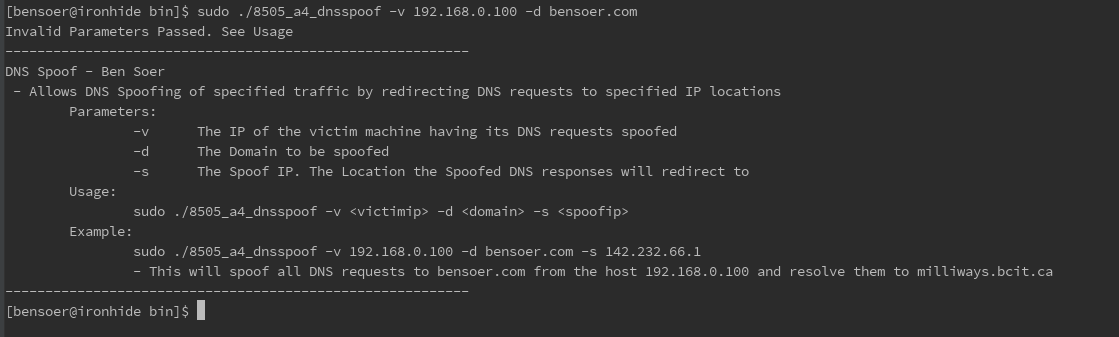 [bensoer@ironhide bin]$ sudo ./8505_a4_dnsspoof -v 192.168.0.100 -d bensoer.com
Invalid Parameters Passed. See Usage
----------------------------------------------------------
DNS Spoof - Ben Soer
- Allows DNS Spoofing of specified traffic by redirecting DNS requests to specified IP locations
Parameters:
-v The IP of the victim machine having its DNS requests spoofed
-d The Domain to be spoofed
-s The Spoof IP. The Location the Spoofed DNS responses will redirect to
Usage:
sudo ./8505_a4_dnsspoof -v <victimip> -d <domain> -s <spoofip>
Example:
sudo ./8505_a4_dnsspoof -v 192.168.0.100 -d bensoer.com -s 142.232.66.1
- This will spoof all DNS requests to bensoer.com from the host 192.168.0.100 and resolve them to milliways.bcit.ca
----------------------------------------------------------
[bensoer@ironhide bin]$